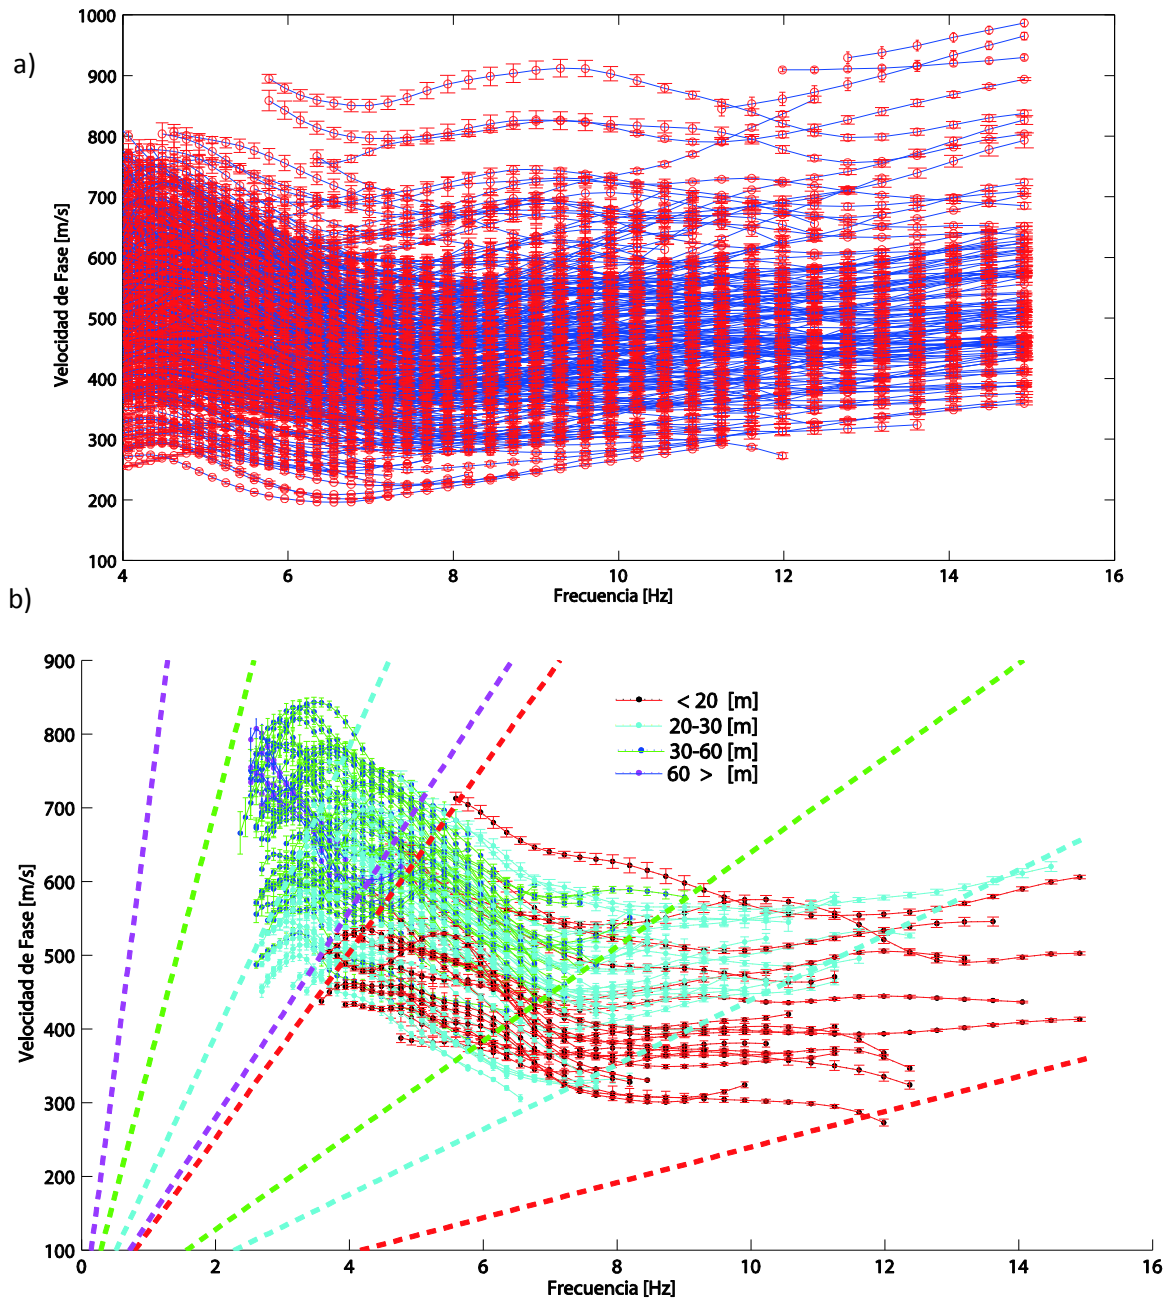 a)
1000
900
800
700
600
500
400
300
200
100
Velocidad de Fase [m/s]
4 6 8 10 12 14 16
Frecuencia [Hz]
b)
900
800
700
600
500
400
300
200
100
Velocidad de Fase [m/s]
< 20 [m]
20-30 [m]
30-60 [m]
60 > [m]
0 2 4 6 8 10 12 14 16
Frecuencia [Hz]